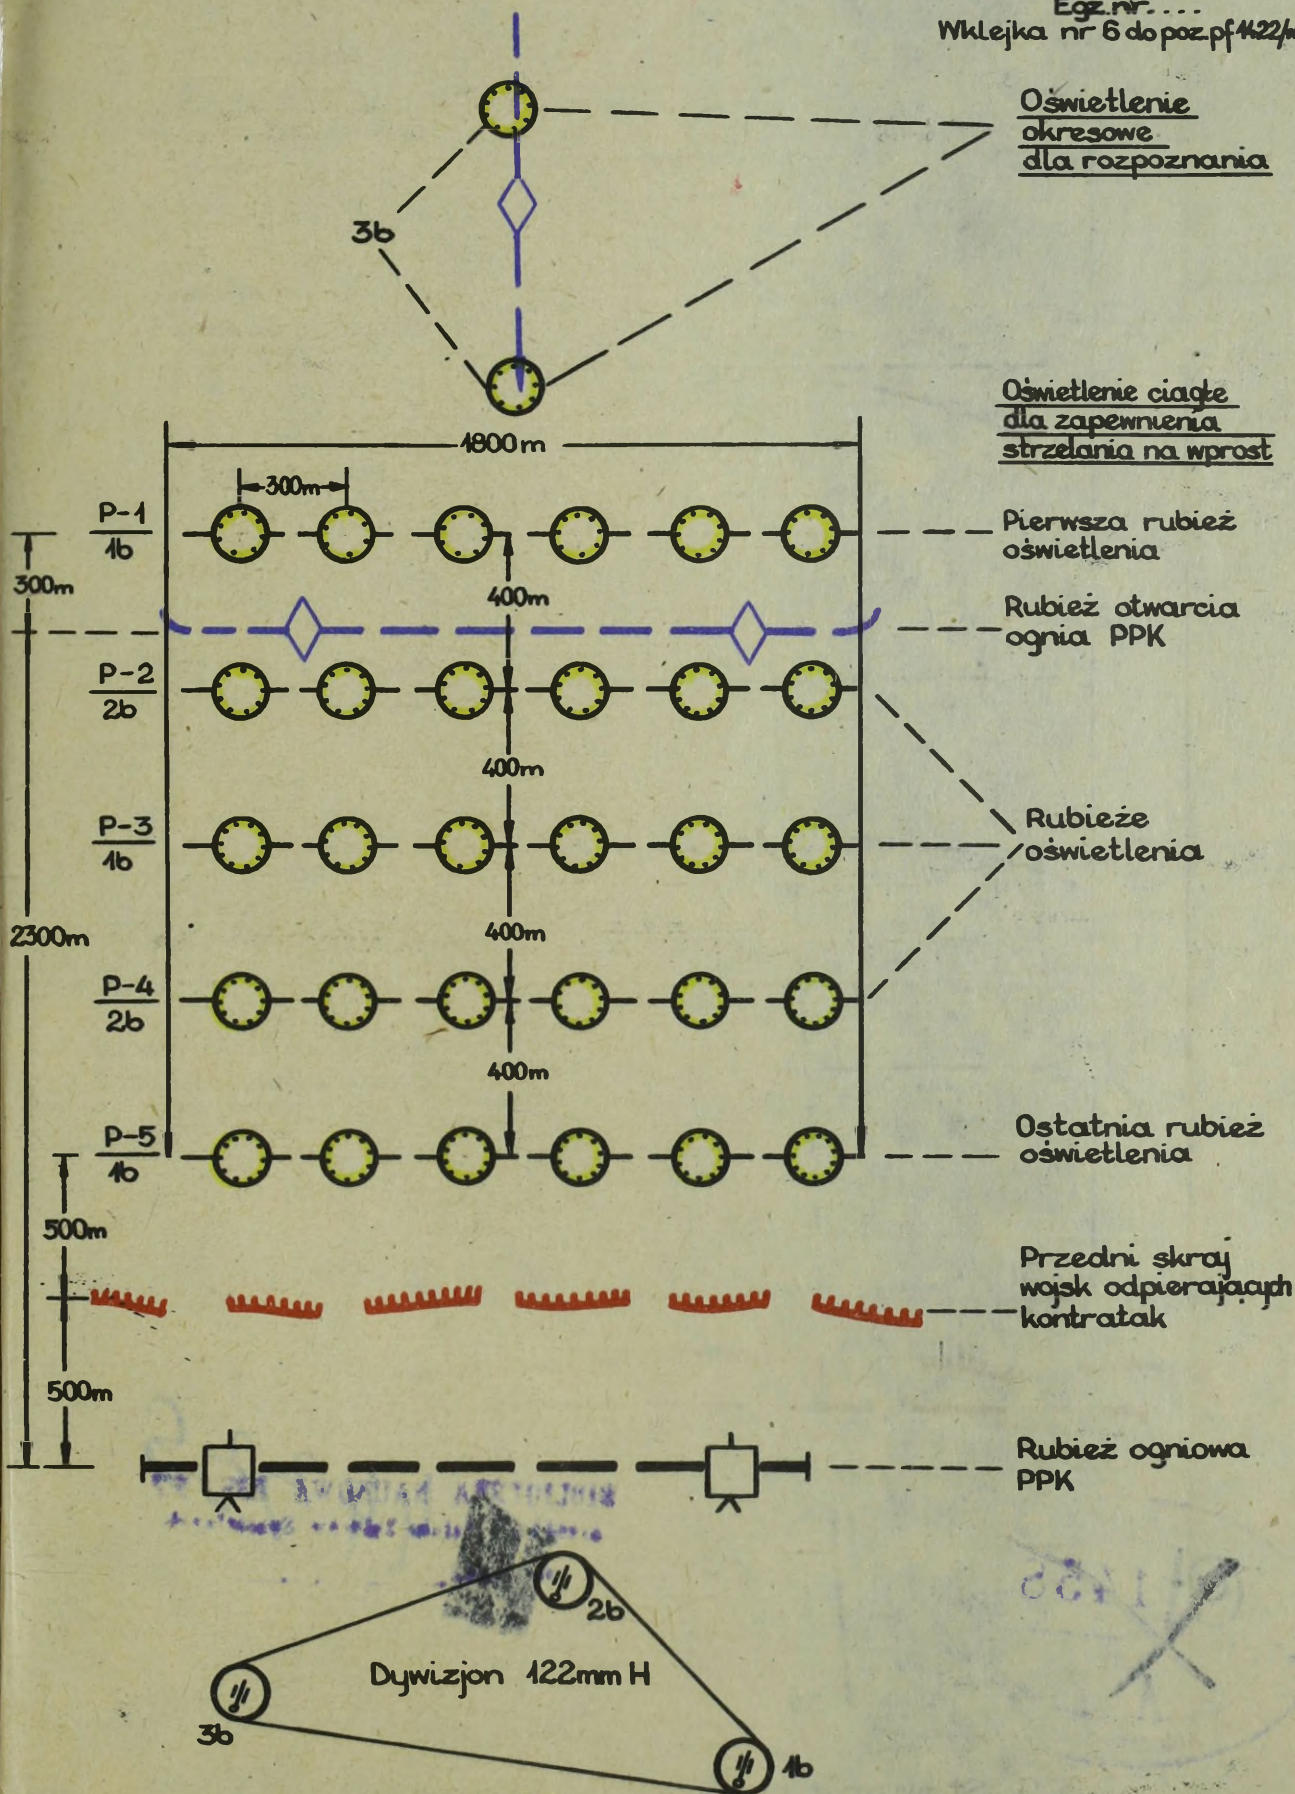 Egz.nr....
Wklejka nr 6 do poz.pf 1422/
Oświetlenie
okresowe
dla rozpoznania
3b
Oświetlenie ciągłe
dla zapewnienia
strzelania na wprost
1800m
300m
P-1
1b
Pierwsza rubież
oświetlenia
300m
400m
Rubież otwarcia
ognia PPK
P-2
2b
400m
P-3
1b
Rubieże
oświetlenia
2300m
400m
P-4
2b
400m
P-5
1b
Ostatnia rubież
oświetlenia
500m
Przedni skraj
wojsk odpierających
kontratak
500m
Rubież ogniowa
PPK
2b
Dywizjon 122mm H
3b
1b